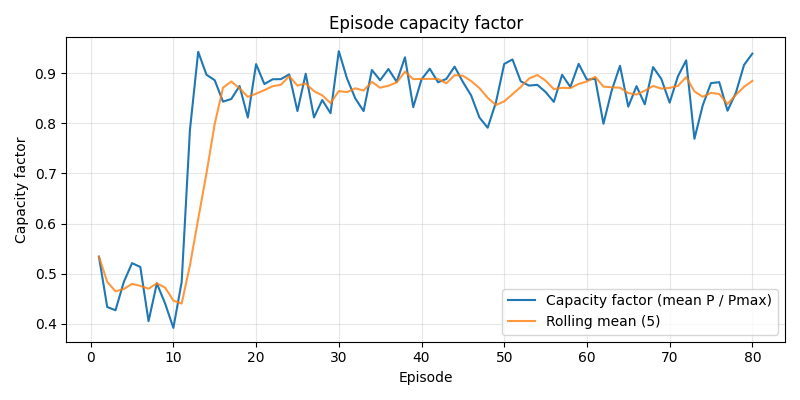 Episode capacity factor
Capacity factor
0.9
0.8
0.7
0.6
0.5
0.4
Capacity factor (mean P / Pmax)
Rolling mean (5)
0 10 20 30 40 50 60 70 80
Episode